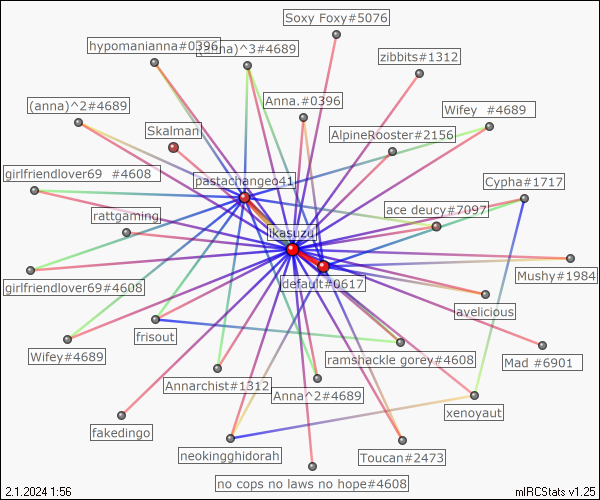 Soxy Foxy#5076
hypomanianna#0396
(anna)^3#4689
zibbits#1312
Anna.#0396
(anna)^2#4689
Wifey #4689
Skalman
AlpineRooster#2156
girlfriendlover69 #4608
pastachangeo41
Cypha#1717
rattgaming
ace deucy#7097
ikasuzu
Mushy#1984
girlfriendlover69#4608
default#0617
avelicious
frisout
Wifey#4689
ramshackle gorey#4608
Mad #6901
Annarchist#1312
Anna^2#4689
xenoyaut
fakedingo
neokingghidorah
Toucan#2473
no cops no laws no hope#4608
2.1.2024 1:56
mIRCStats v1.25